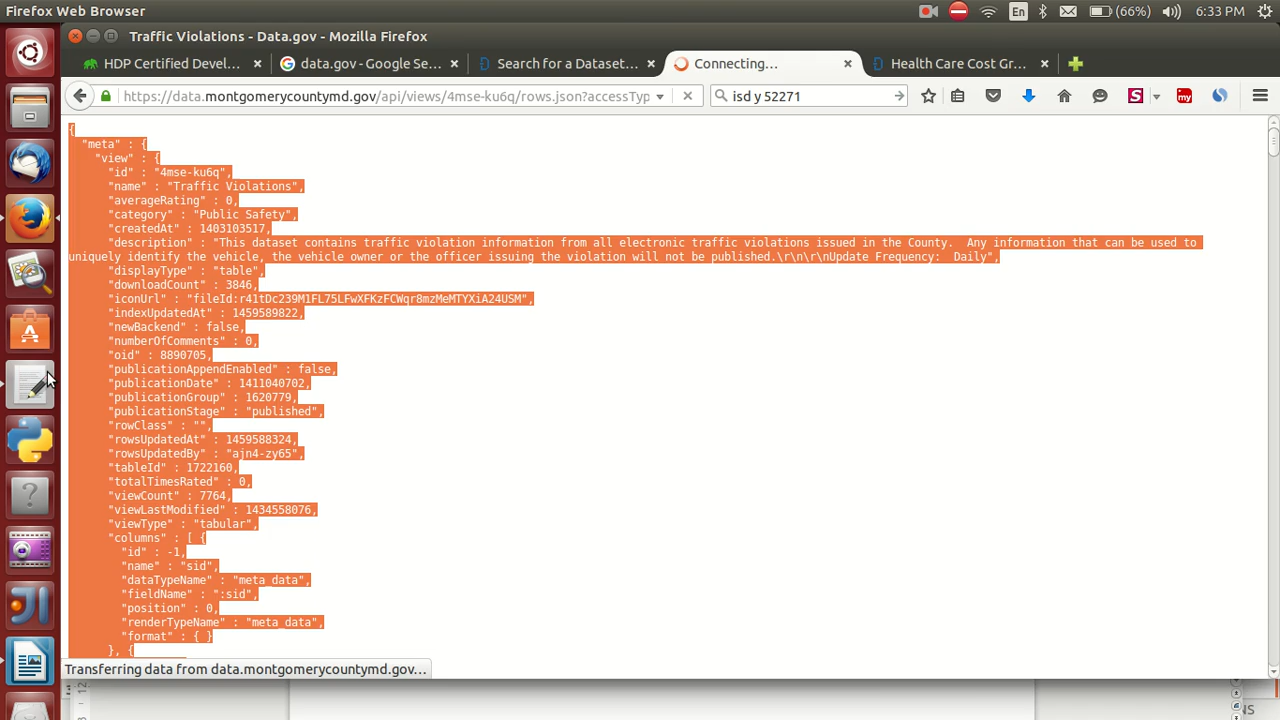 Firefox Web Browser
En
(66%)
6:33 PM
Traffic Violations - Data.gov - Mozilla Firefox
HDP Certified Devel...
data.gov - Google Se...
Search for a Dataset...
Connecting...
Health Care Cost Gr...
https://data.montgomerycountymd.gov/api/views/4mse-ku6q/rows.json?accessTyp
isd y 52271
S
my
{
"meta" : {
"view" : {
"id" : "4mse-ku6q",
"name" : "Traffic Violations",
"averageRating" : 0,
"category" : "Public Safety",
"createdAt" : 1403103517,
"description" : "This dataset contains traffic violation information from all electronic traffic violations issued in the County.  Any information that can be used to
uniquely identify the vehicle, the vehicle owner or the officer issuing the violation will not be published.\r\n\r\nUpdate Frequency:  Daily",
"displayType" : "table",
"downloadCount" : 3846,
"iconUrl" : "fileId:r41tDc239M1FL75LFwXFKzFCWqr8mzMeMTYXiA24USM",
"indexUpdatedAt" : 1459589822,
"newBackend" : false,
"numberOfComments" : 0,
"oid" : 8890705,
"publicationAppendEnabled" : false,
"publicationDate" : 1411040702,
"publicationGroup" : 1620779,
"publicationStage" : "published",
"rowClass" : "",
"rowsUpdatedAt" : 1459588324,
"rowsUpdatedBy" : "ajn4-zy65",
"tableId" : 1722160,
"totalTimesRated" : 0,
"viewCount" : 7764,
"viewLastModified" : 1434558076,
"viewType" : "tabular",
"columns" : [ {
"id" : -1,
"name" : "sid",
"dataTypeName" : "meta_data",
"fieldName" : ":sid",
"position" : 0,
"renderTypeName" : "meta_data",
"format" : { }
}, {
Transferring data from data.montgomerycountymd.gov...